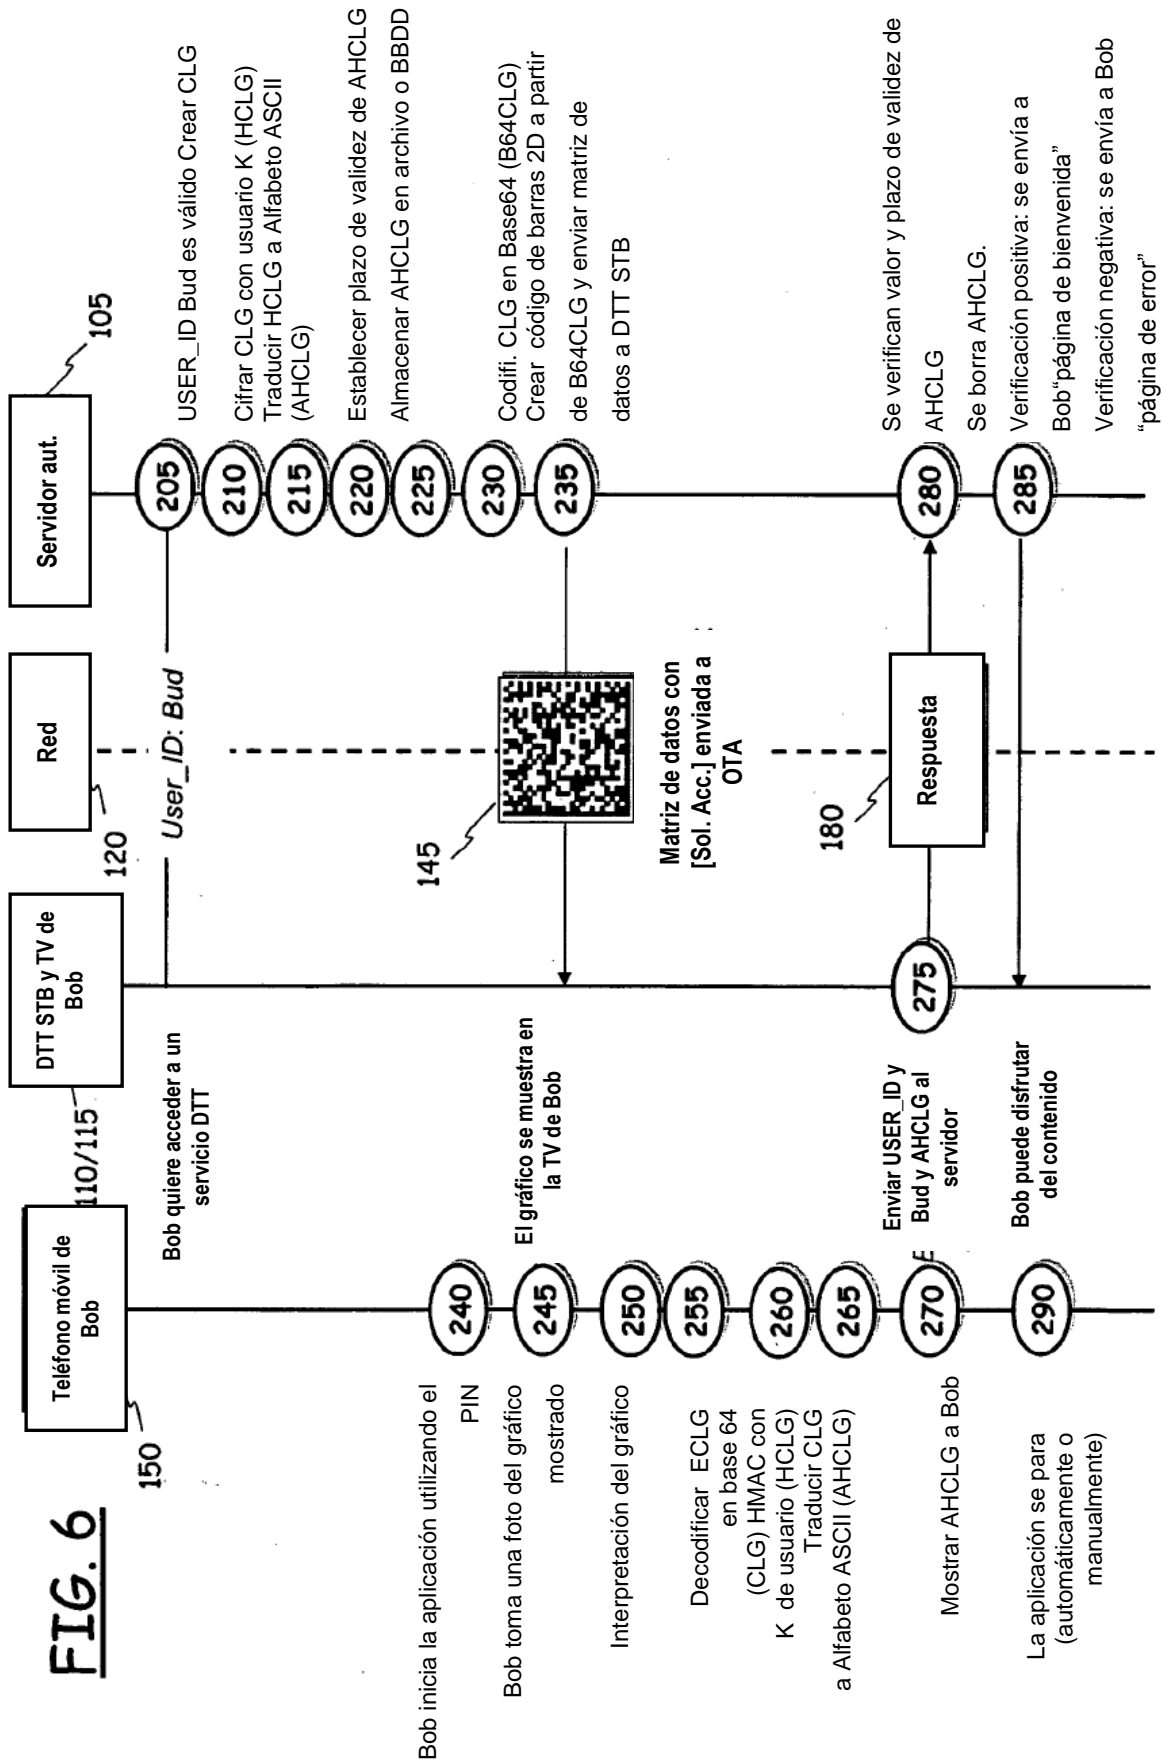 FIG. 6
Teléfono móvil de
Bob
150
DTT STB y TV de
Bob
110/115
Red
120
Servidor aut.
105
Bob quiere acceder a un
servicio DTT
User_ID: Bud
205
USER_ID Bud es válido Crear CLG
210
Cifrar CLG con usuario K (HCLG)
215
Traducir HCLG a Alfabeto ASCII
(AHCLG)
220
Establecer plazo de validez de AHCLG
225
Almacenar AHCLG en archivo o BBDD
230
Codifi. CLG en Base64 (B64CLG)
235
Crear código de barras 2D a partir
de B64CLG y enviar matriz de
datos a DTT STB
145
Matriz de datos con
[Sol. Acc.] enviada a :
OTA
El gráfico se muestra en
la TV de Bob
Bob inicia la aplicación utilizando el
PIN
240
Bob toma una foto del gráfico
mostrado
245
Interpretación del gráfico
250
Decodificar ECLG
en base 64
255
(CLG) HMAC con
K de usuario (HCLG)
260
Traducir CLG
a Alfabeto ASCII (AHCLG)
265
Mostrar AHCLG a Bob
270
E
Enviar USER_ID y
Bud y AHCLG al
servidor
275
180
Respuesta
280
Se verifican valor y plazo de validez de
AHCLG
Se borra AHCLG.
285
Verificación positiva: se envía a
Bob“página de bienvenida”
Verificación negativa: se envía a Bob
“página de error”
Bob puede disfrutar
del contenido
290
La aplicación se para
(automáticamente o
manualmente)